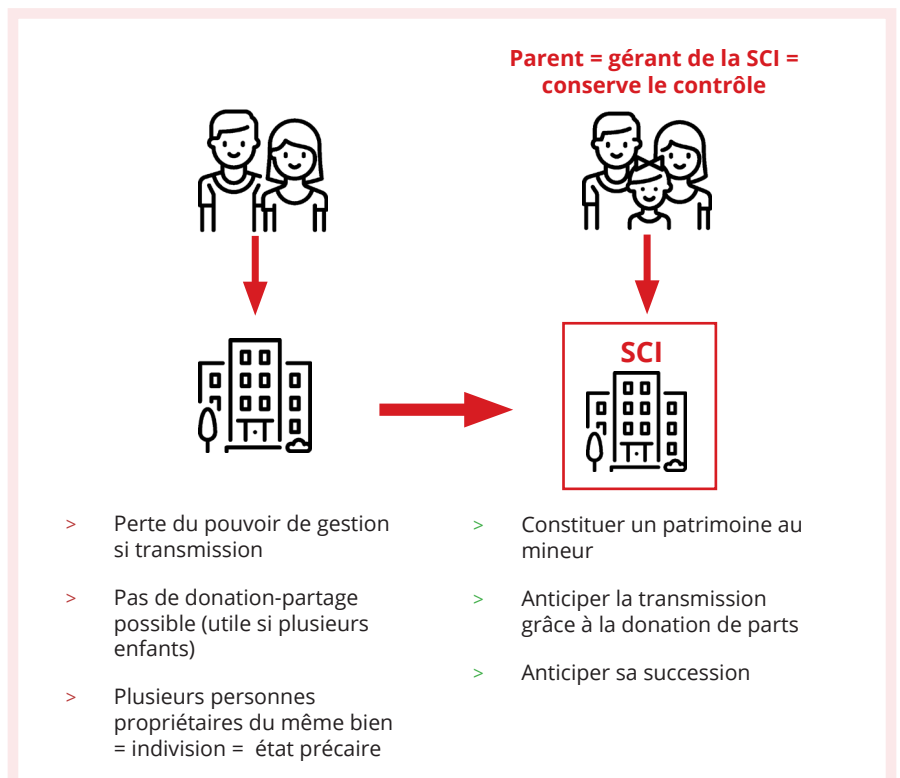 Parent = gérant de la SCI =
conserve le contrôle
SCI
> Perte du pouvoir de gestion
si transmission
> Pas de donation-partage
possible (utile si plusieurs
enfants)
> Plusieurs personnes
propriétaires du même bien
= indivision = état précaire
> Constituer un patrimoine au
mineur
> Anticiper la transmission
grâce à la donation de parts
> Anticiper sa succession